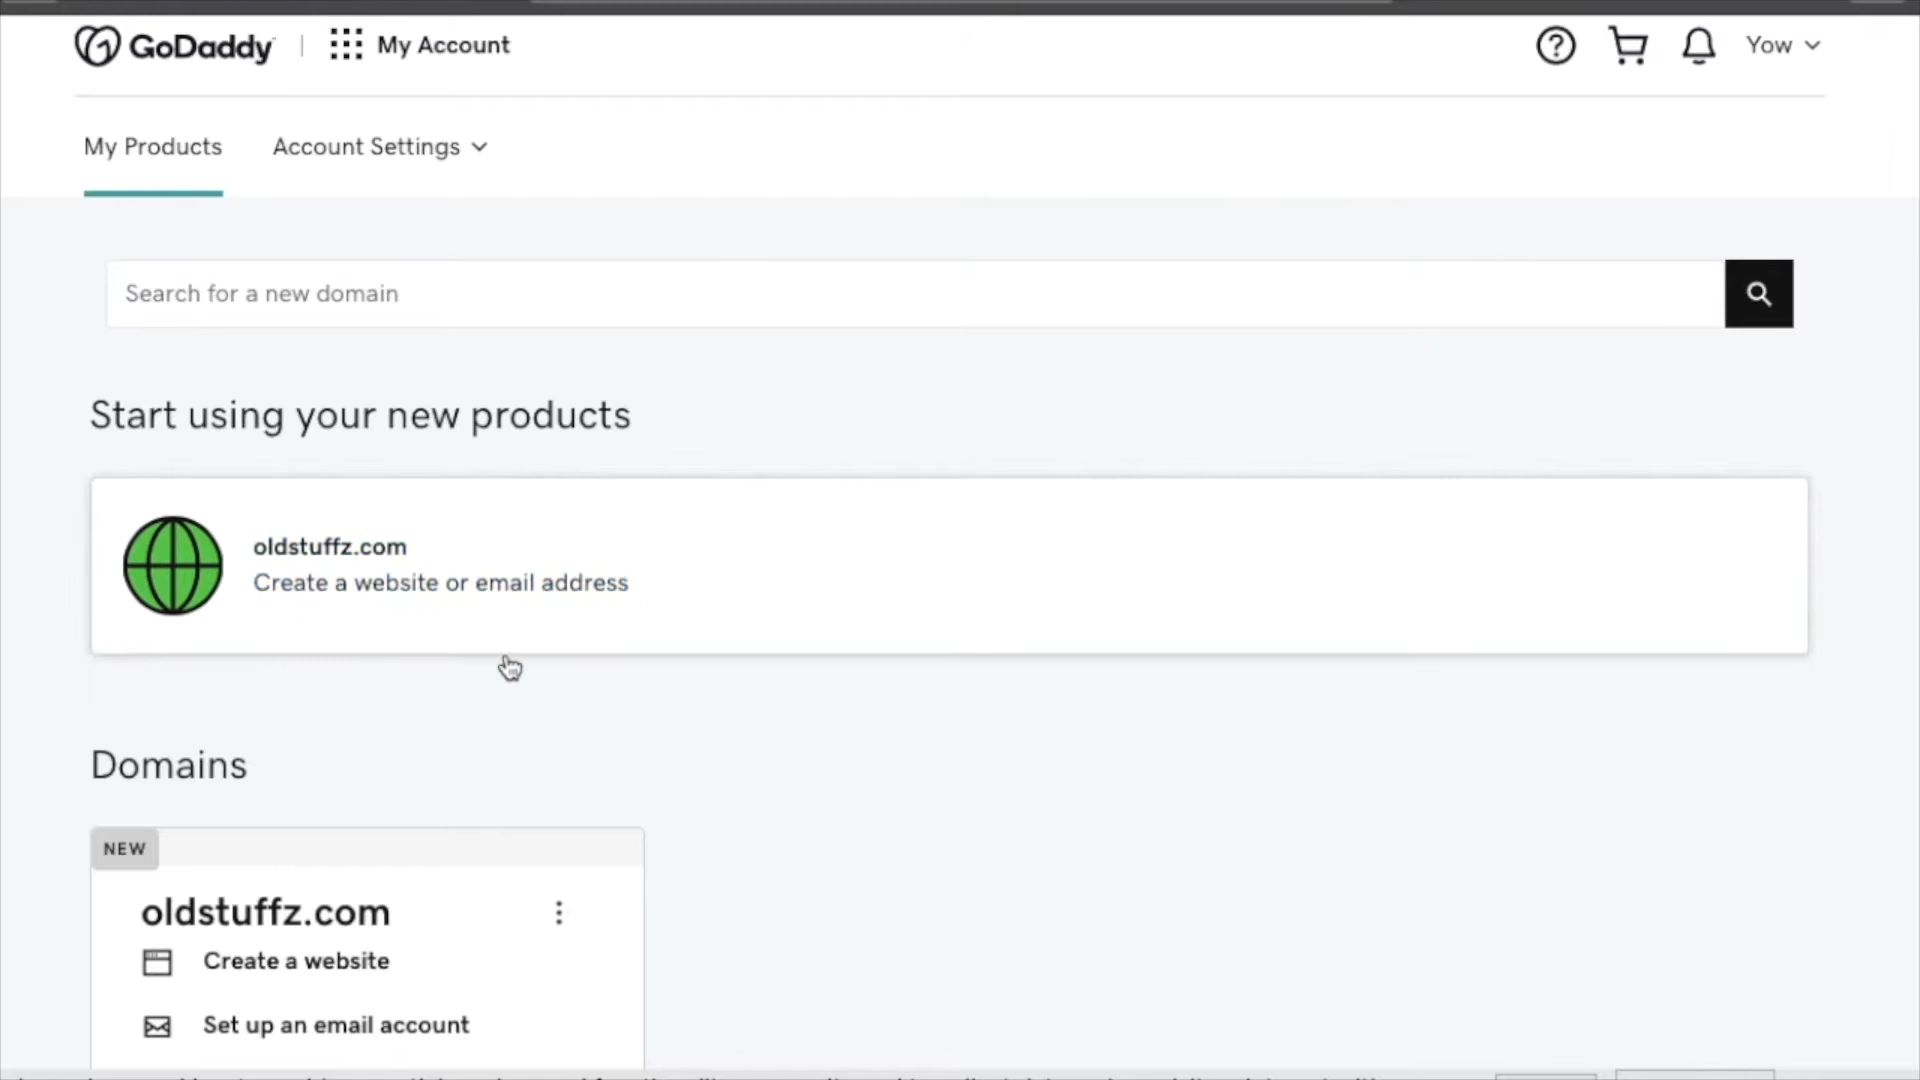 GoDaddy My Account Yow
My Products Account Settings
Search for a new domain
Start using your new products
oldstuffz.com
Create a website or email address
Domains
NEW
oldstuffz.com
Create a website
Set up an email account